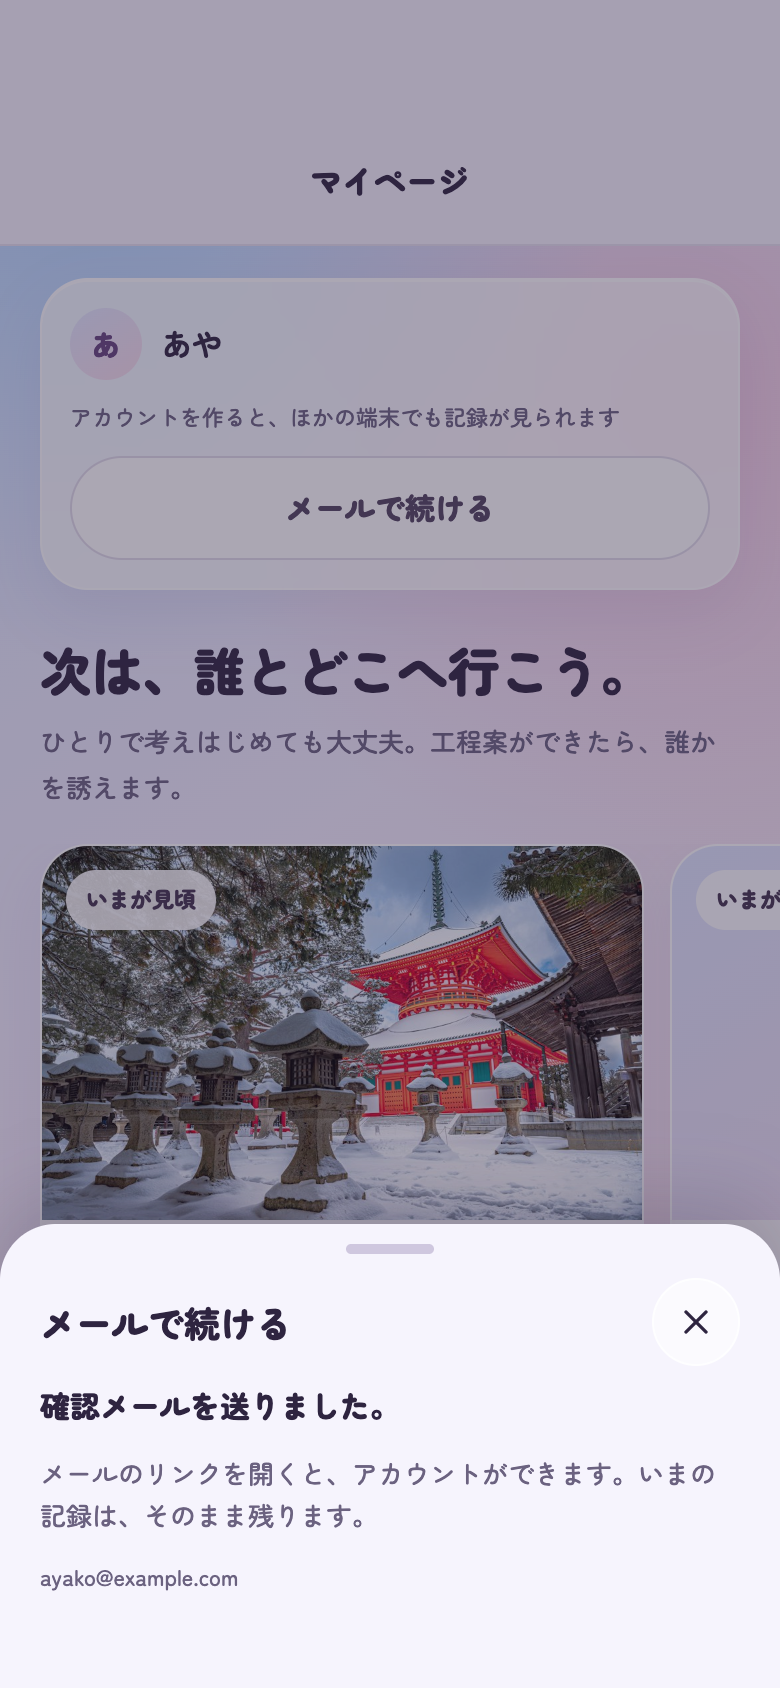 マイページ
あ
あや
アカウントを作ると、ほかの端末でも記録が見られます
メールで続ける
次は、誰とどこへ行こう。
ひとりで考えはじめても大丈夫。工程案ができたら、誰か
を誘えます。
いまが見頃
いまが
メールで続ける
確認メールを送りました。
メールのリンクを開くと、アカウントができます。いまの
記録は、そのまま残ります。
ayako@example.com